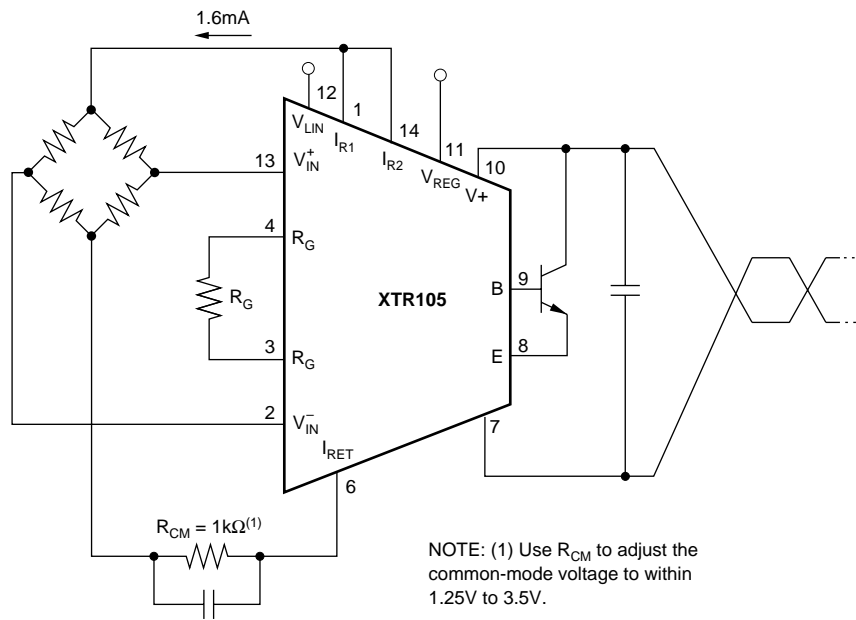 1.6mA
12
1
14
11
10
V_LIN
I_R1
I_R2
V_REG
V+
13
V_IN^+
4
R_G
R_G
XTR105
B
9
3
R_G
E
8
2
V_IN^−
7
I_RET
6
R_CM = 1kΩ^(1)
NOTE: (1) Use R_CM to adjust the
common-mode voltage to within
1.25V to 3.5V.